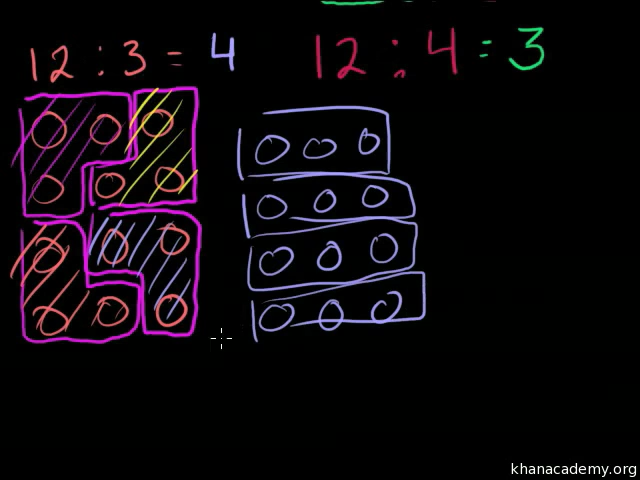 12 : 3 = 4
12 : 4 = 3
khanacademy.org